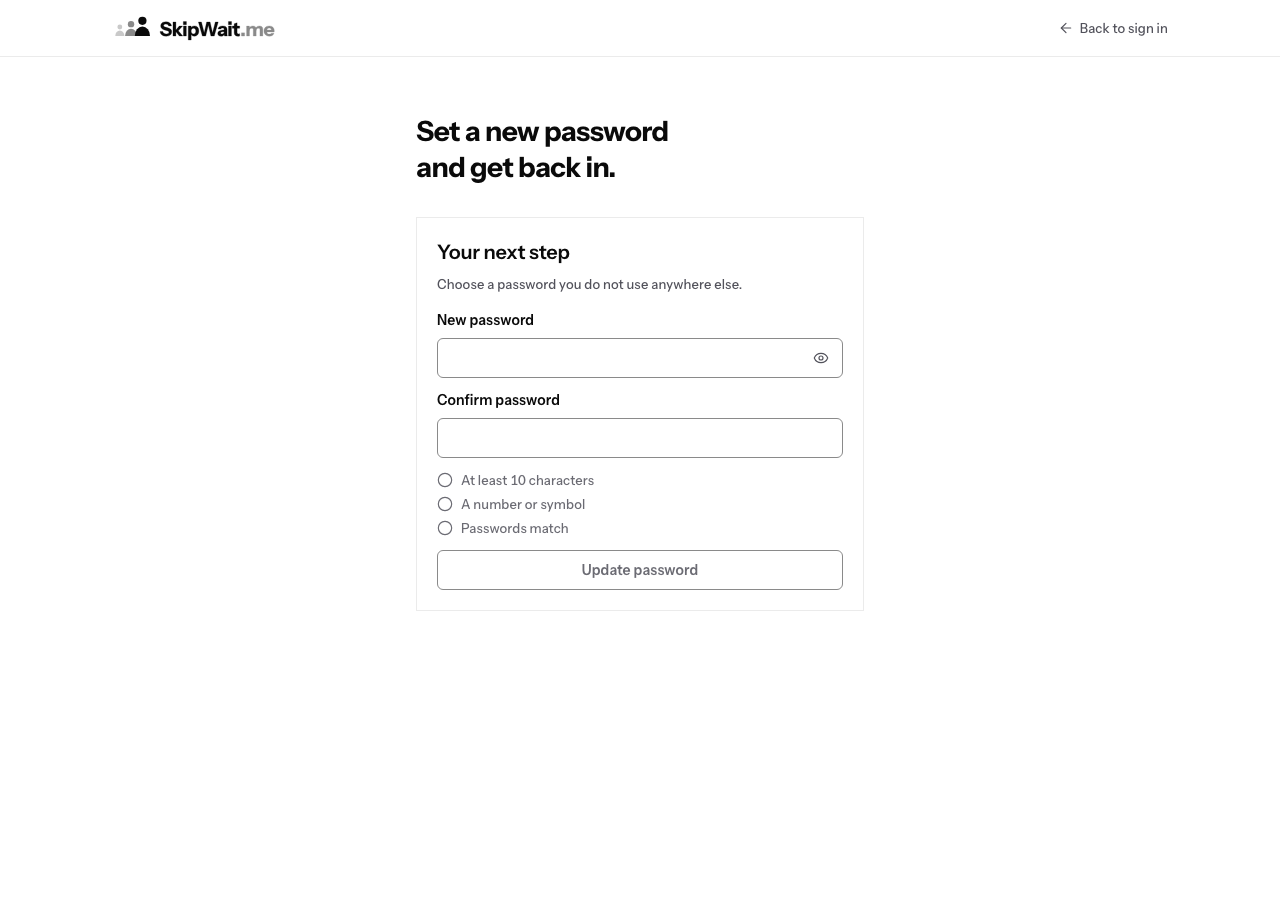 SkipWait.me
Back to sign in
Set a new password
and get back in.
Your next step
Choose a password you do not use anywhere else.
New password
Confirm password
At least 10 characters
A number or symbol
Passwords match
Update password